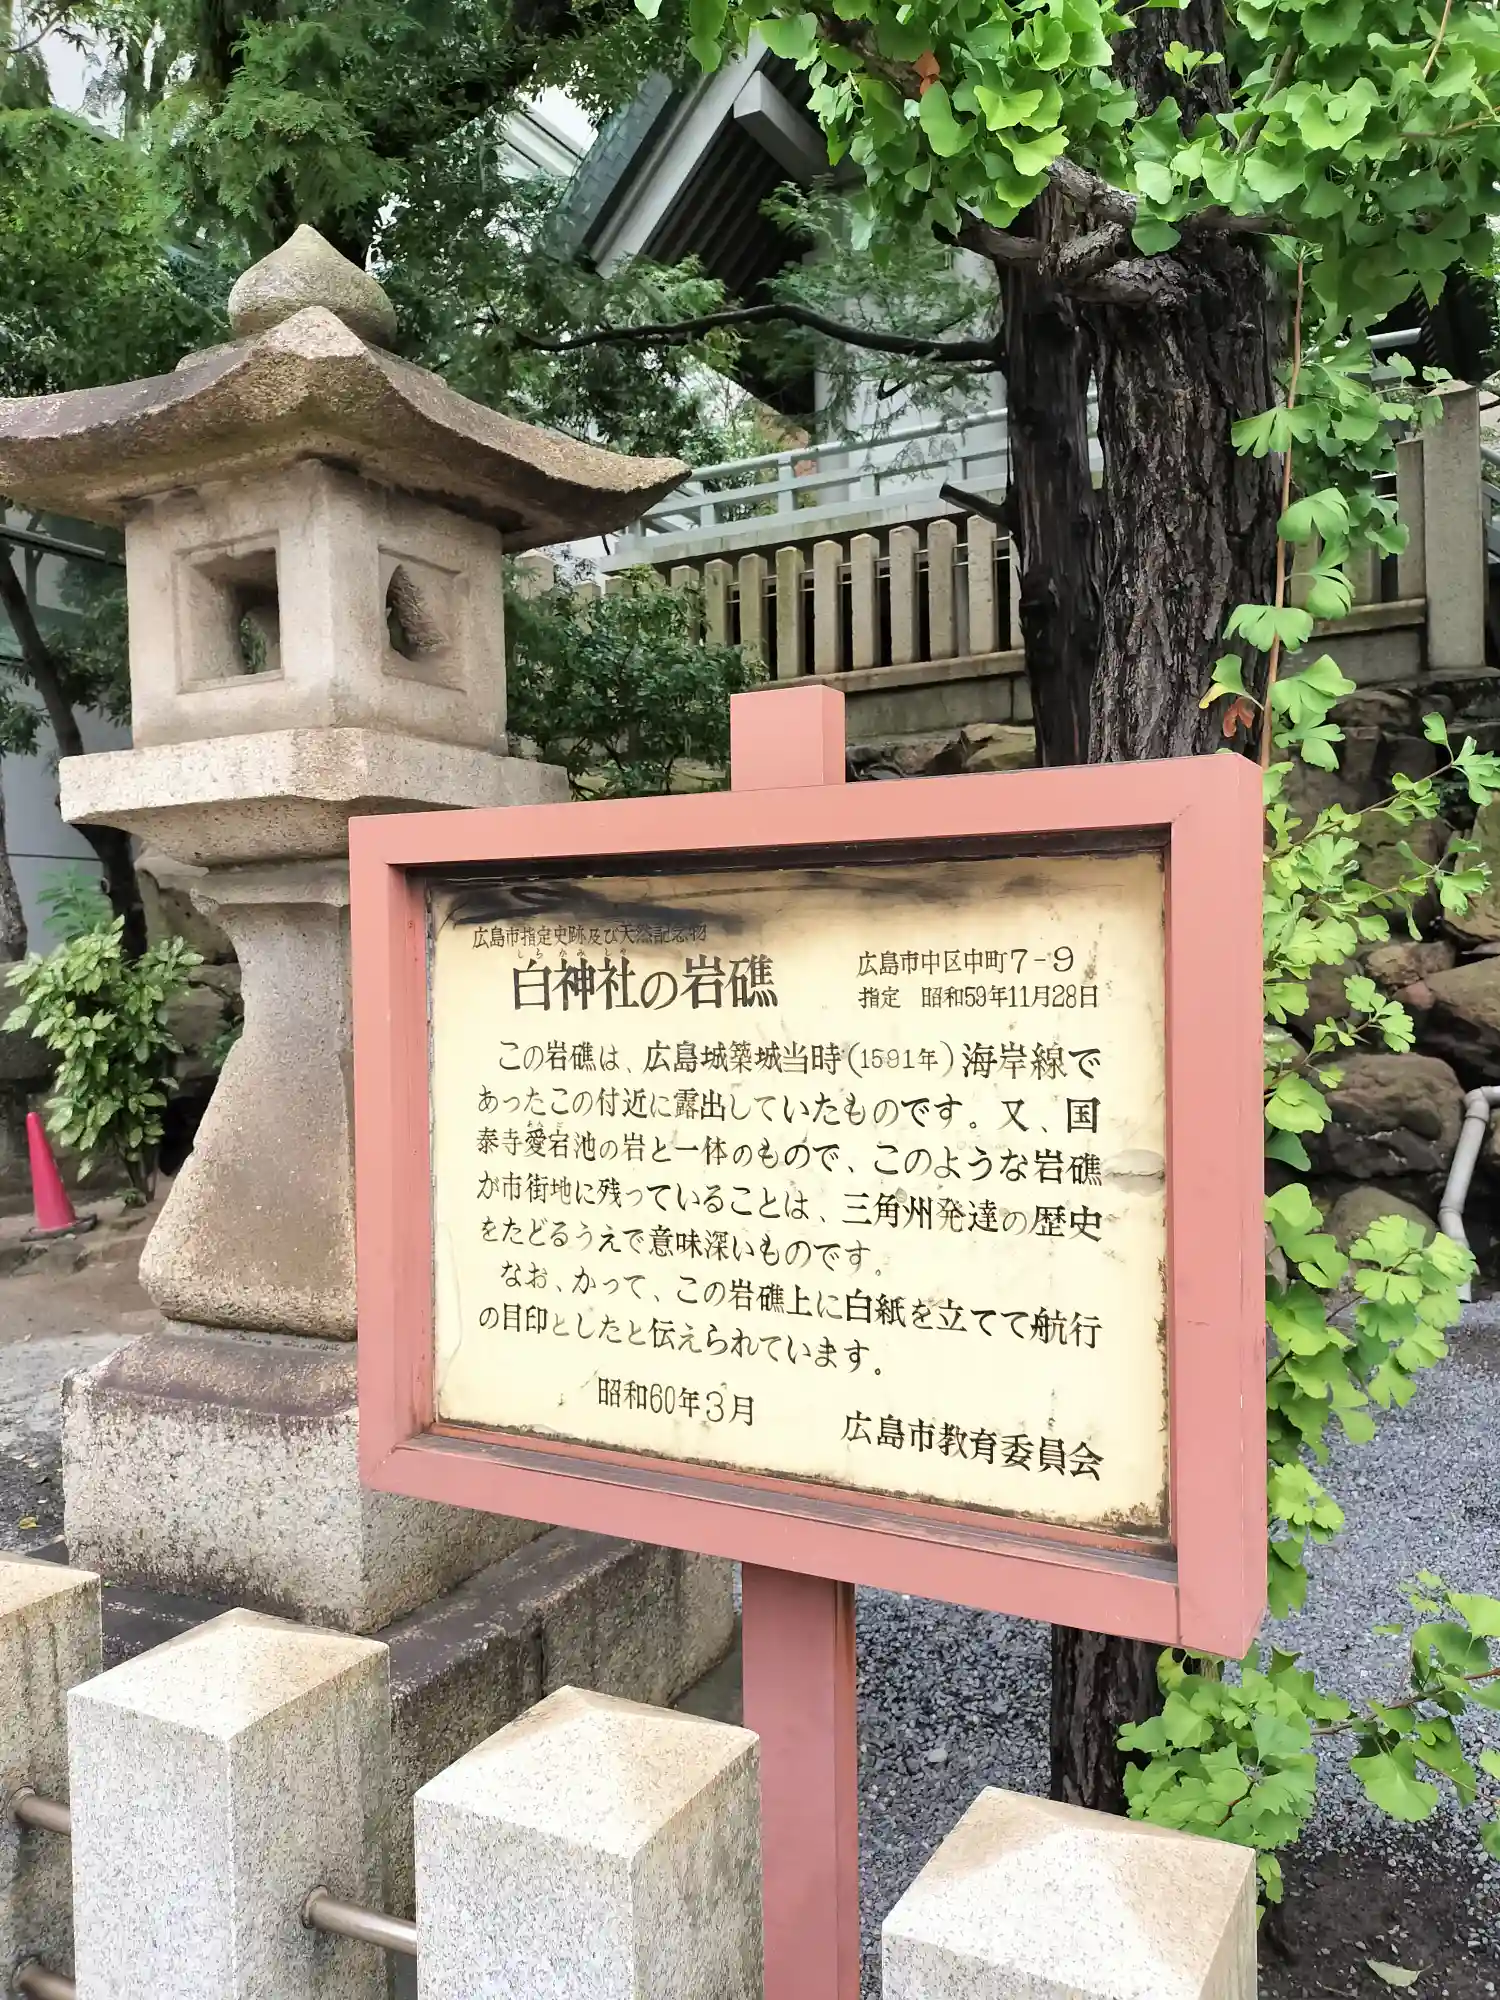 広島市指定史跡及び天然記念物
白神社の岩礁
広島市中区中町7-9
指定 昭和59年11月28日
この岩礁は、広島城築城当時(1591年)海岸線で
あったこの付近に露出していたものです。又、国
泰寺愛宕池の岩と一体のもので、このような岩礁
が市街地に残っていることは、三角州発達の歴史
をたどるうえで意味深いものです。
なお、かって、この岩礁上に白紙を立てて航行
の目印としたと伝えられています。
昭和60年3月
広島市教育委員会